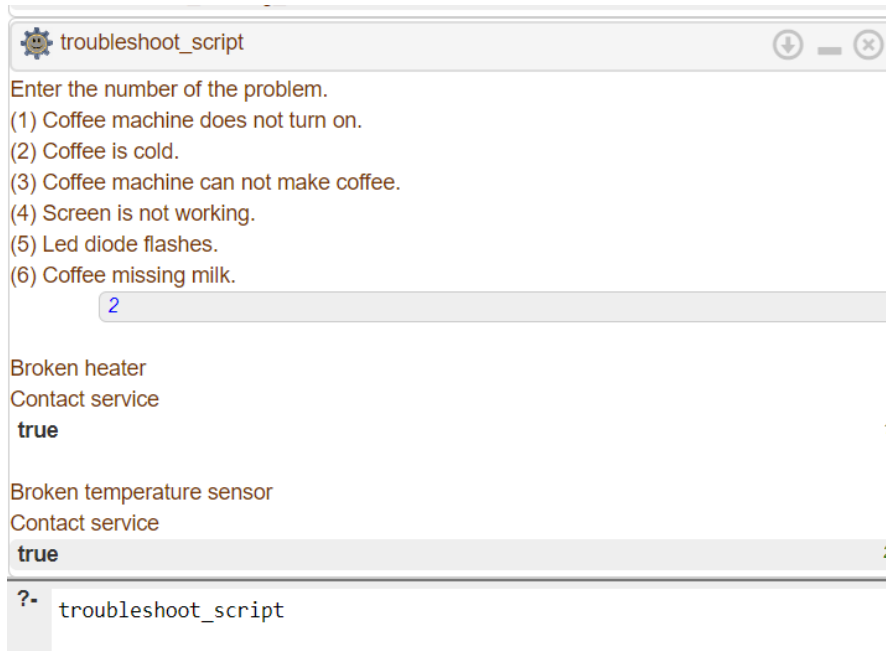 troubleshoot_script
Enter the number of the problem.
(1) Coffee machine does not turn on.
(2) Coffee is cold.
(3) Coffee machine can not make coffee.
(4) Screen is not working.
(5) Led diode flashes.
(6) Coffee missing milk.
2
Broken heater
Contact service
true
Broken temperature sensor
Contact service
true
?- troubleshoot_script